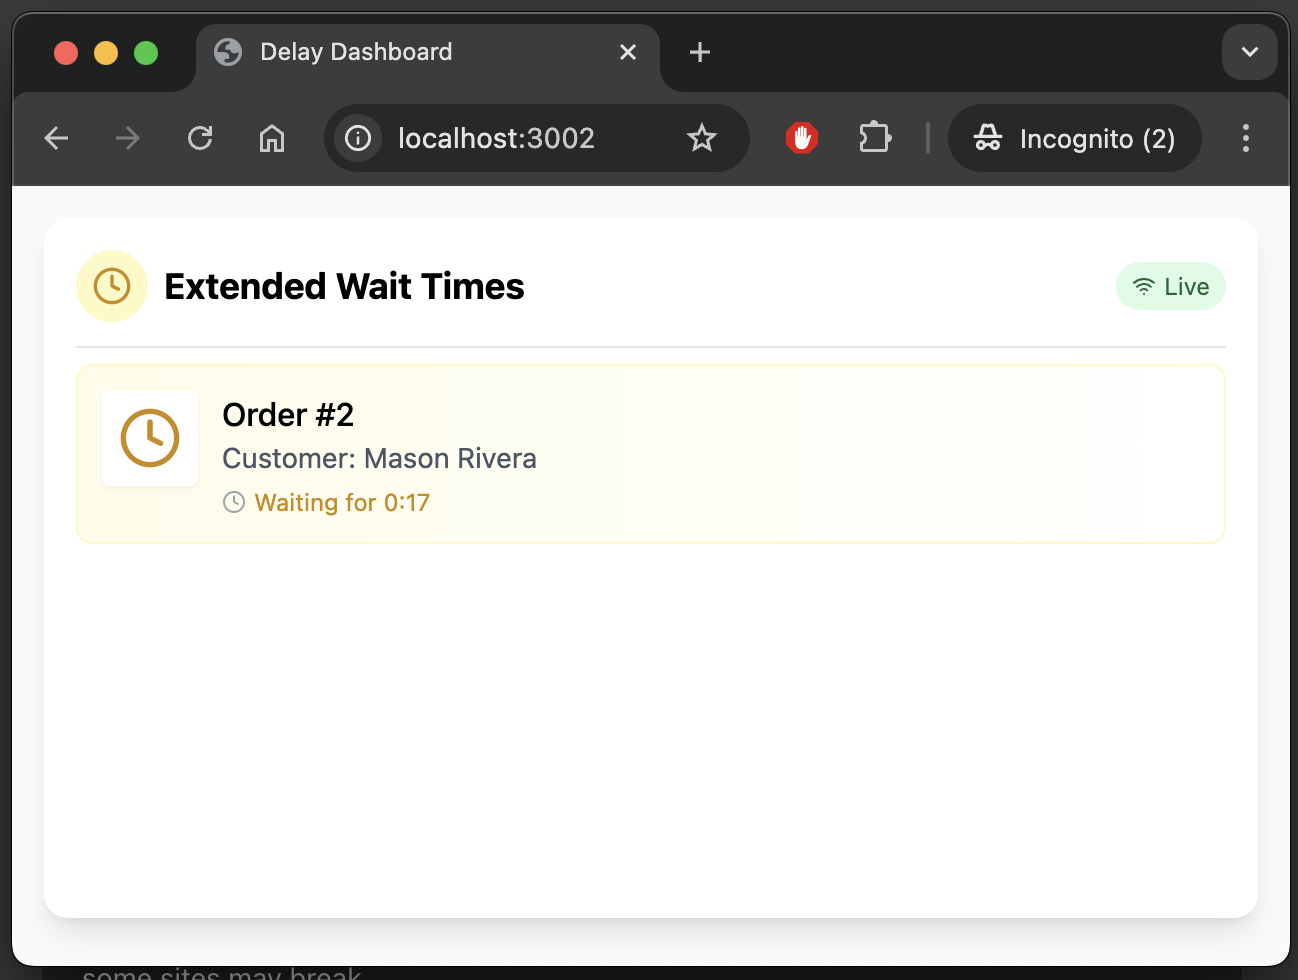 Delay Dashboard
localhost:3002
Incognito (2)
Extended Wait Times
Live
Order #2
Customer: Mason Rivera
Waiting for 0:17
some sites may break